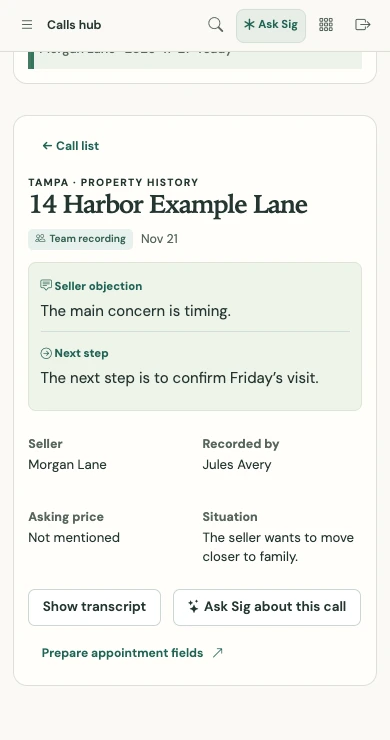 Calls hub
Ask Sig
Call list
TAMPA · PROPERTY HISTORY
14 Harbor Example Lane
Team recording
Nov 21
Seller objection
The main concern is timing.
Next step
The next step is to confirm Friday’s visit.
Seller
Morgan Lane
Recorded by
Jules Avery
Asking price
Not mentioned
Situation
The seller wants to move
closer to family.
Show transcript
Ask Sig about this call
Prepare appointment fields